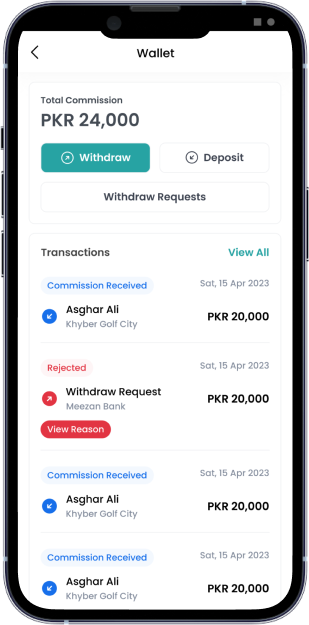 Wallet
Total Commission
PKR 24,000
Withdraw
Deposit
Withdraw Requests
Transactions
View All
Commission Received
Sat, 15 Apr 2023
Asghar Ali
PKR 20,000
Khyber Golf City
Rejected
Sat, 15 Apr 2023
Withdraw Request
PKR 20,000
Meezan Bank
View Reason
Commission Received
Sat, 15 Apr 2023
Asghar Ali
PKR 20,000
Khyber Golf City
Commission Received
Sat, 15 Apr 2023
Asghar Ali
PKR 20,000
Khyber Golf City